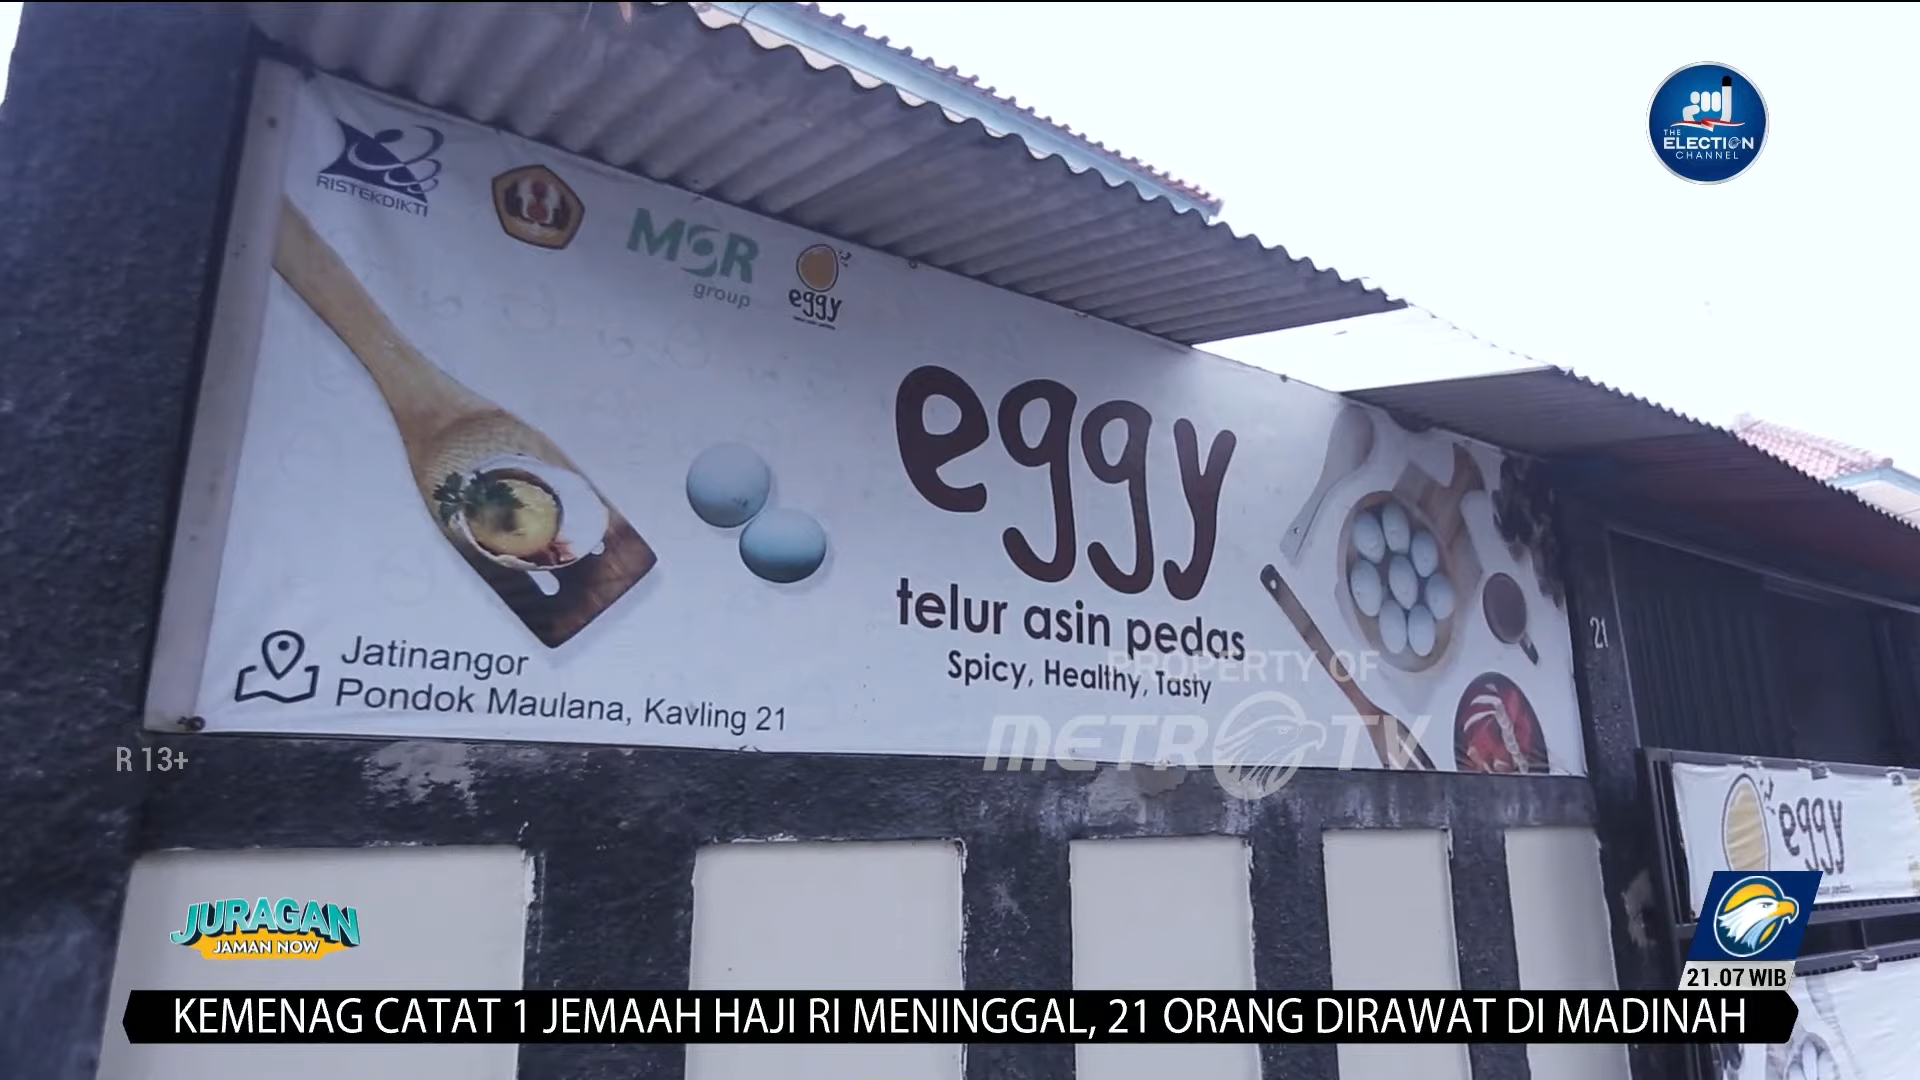 THE
ELECTION
CHANNEL
RISTEKDIKTI
MGR
group
eggy
eggy
telur asin pedas
Spicy, Healthy, Tasty
Jatinangor
Pondok Maulana, Kavling 21
21
PROPERTY OF
METRO TV
R 13+
eggy
JURAGAN
JAMAN NOW
21.07 WIB
KEMENAG CATAT 1 JEMAAH HAJI RI MENINGGAL, 21 ORANG DIRAWAT DI MADINAH